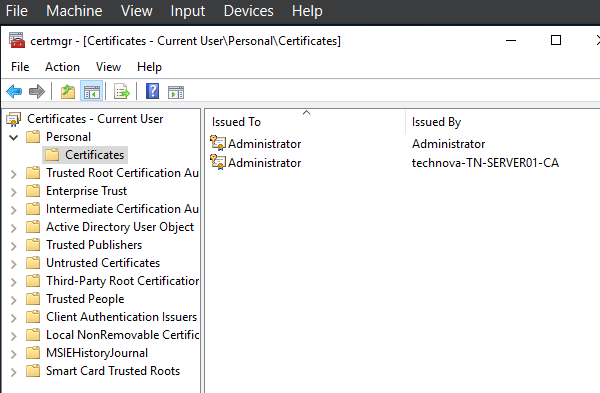 File Machine View Input Devices Help
certmgr - [Certificates - Current User\Personal\Certificates]
File Action View Help
Certificates - Current User
Personal
Certificates
Trusted Root Certification Au
Enterprise Trust
Intermediate Certification Au
Active Directory User Object
Trusted Publishers
Untrusted Certificates
Third-Party Root Certification
Trusted People
Client Authentication Issuers
Local NonRemovable Certific
MSIEHistoryJournal
Smart Card Trusted Roots
Issued To Issued By
Administrator Administrator
Administrator technova-TN-SERVER01-CA